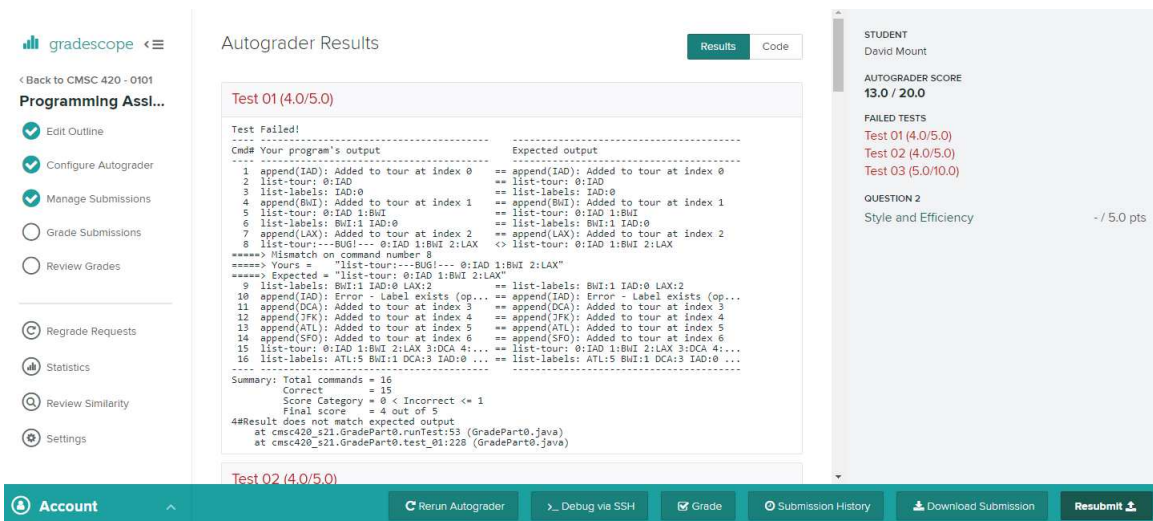 gradescope
< Back to CMSC 420 - 0101
Programming Assi...
Edit Outline
Configure Autograder
Manage Submissions
Grade Submissions
Review Grades
Regrade Requests
Statistics
Review Similarity
Settings
Autograder Results
Results Code
Test 01 (4.0/5.0)
Test Failed!
---- ---------------------------------------- ----------------------------------------
Cmd# Your program's output Expected output
---- ---------------------------------------- ----------------------------------------
1 append(IAD): Added to tour at index 0 == append(IAD): Added to tour at index 0
2 list-tour: 0:IAD == list-tour: 0:IAD
3 list-labels: IAD:0 == list-labels: IAD:0
4 append(BWI): Added to tour at index 1 == append(BWI): Added to tour at index 1
5 list-tour: 0:IAD 1:BWI == list-tour: 0:IAD 1:BWI
6 list-labels: BWI:1 IAD:0 == list-labels: BWI:1 IAD:0
7 append(LAX): Added to tour at index 2 == append(LAX): Added to tour at index 2
8 list-tour:---BUG!--- 0:IAD 1:BWI 2:LAX <> list-tour: 0:IAD 1:BWI 2:LAX
=====> Mismatch on command number 8
=====> Yours = "list-tour:---BUG!--- 0:IAD 1:BWI 2:LAX"
=====> Expected = "list-tour: 0:IAD 1:BWI 2:LAX"
9 list-labels: BWI:1 IAD:0 LAX:2 == list-labels: BWI:1 IAD:0 LAX:2
10 append(IAD): Error - Label exists (op... == append(IAD): Error - Label exists (op...
11 append(DCA): Added to tour at index 3 == append(DCA): Added to tour at index 3
12 append(JFK): Added to tour at index 4 == append(JFK): Added to tour at index 4
13 append(ATL): Added to tour at index 5 == append(ATL): Added to tour at index 5
14 append(SFO): Added to tour at index 6 == append(SFO): Added to tour at index 6
15 list-tour: 0:IAD 1:BWI 2:LAX 3:DCA 4:... == list-tour: 0:IAD 1:BWI 2:LAX 3:DCA 4:...
16 list-labels: ATL:5 BWI:1 DCA:3 IAD:0 ... == list-labels: ATL:5 BWI:1 DCA:3 IAD:0 ...
---- ---------------------------------------- ----------------------------------------
Summary: Total commands = 16
Correct = 15
Score Category = 0 < Incorrect <= 1
Final score = 4 out of 5
4#Result does not match expected output
at cmsc420_s21.GradePart0.runTest:53 (GradePart0.java)
at cmsc420_s21.GradePart0.test_01:228 (GradePart0.java)
Test 02 (4.0/5.0)
STUDENT
David Mount
AUTOGRADER SCORE
13.0 / 20.0
FAILED TESTS
Test 01 (4.0/5.0)
Test 02 (4.0/5.0)
Test 03 (5.0/10.0)
QUESTION 2
Style and Efficiency - / 5.0 pts
Account Rerun Autograder >_ Debug via SSH Grade Submission History Download Submission Resubmit